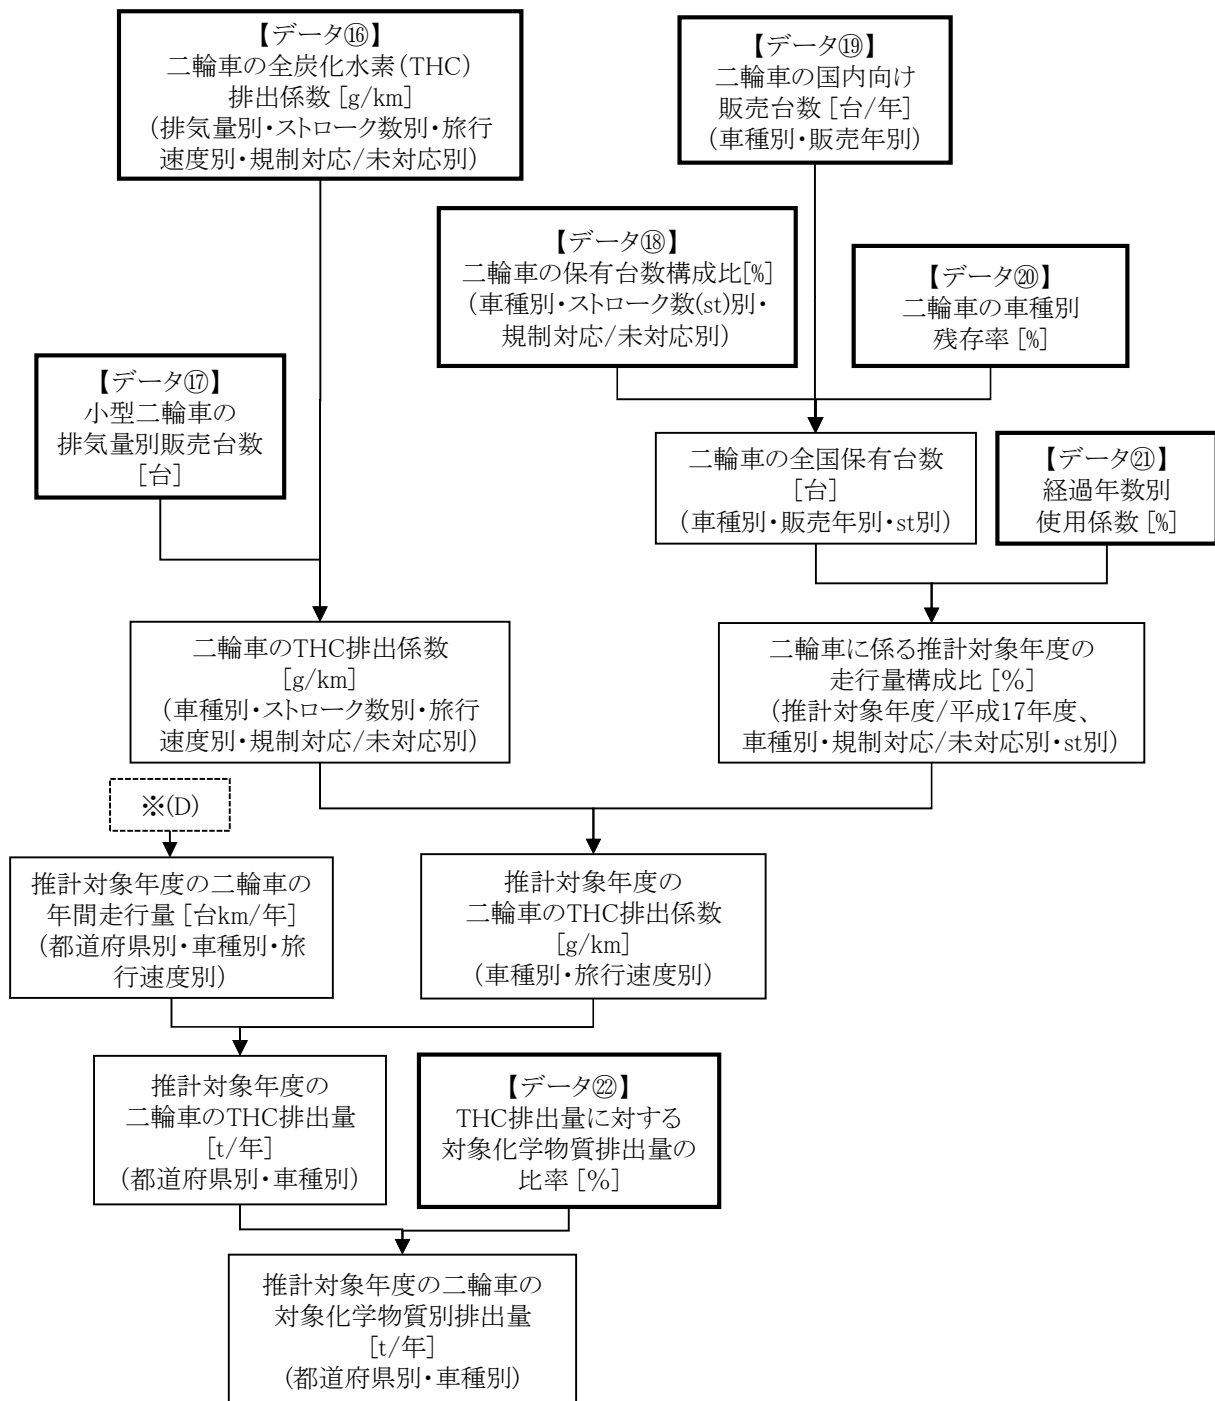 【データ⑯】
二輪車の全炭化水素(THC)
排出係数 [g/km]
(排気量別・ストローク数別・旅行
速度別・規制対応/未対応別)
【データ⑲】
二輪車の国内向け
販売台数 [台/年]
(車種別・販売年別)
【データ⑱】
二輪車の保有台数構成比[%]
(車種別・ストローク数(st)別・
規制対応/未対応別)
【データ⑳】
二輪車の車種別
残存率 [%]
【データ⑰】
小型二輪車の
排気量別販売台数
[台]
二輪車の全国保有台数
[台]
(車種別・販売年別・st別)
【データ㉑】
経過年数別
使用係数 [%]
二輪車のTHC排出係数
[g/km]
(車種別・ストローク数別・旅行
速度別・規制対応/未対応別)
二輪車に係る推計対象年度の
走行量構成比 [%]
(推計対象年度/平成17年度、
車種別・規制対応/未対応別・st別)
※(D)
推計対象年度の二輪車の
年間走行量 [台km/年]
(都道府県別・車種別・旅
行速度別)
推計対象年度の
二輪車のTHC排出係数
[g/km]
(車種別・旅行速度別)
推計対象年度の
二輪車のTHC排出量
[t/年]
(都道府県別・車種別)
【データ㉒】
THC排出量に対する
対象化学物質排出量の
比率 [%]
推計対象年度の二輪車の
対象化学物質別排出量
[t/年]
(都道府県別・車種別)